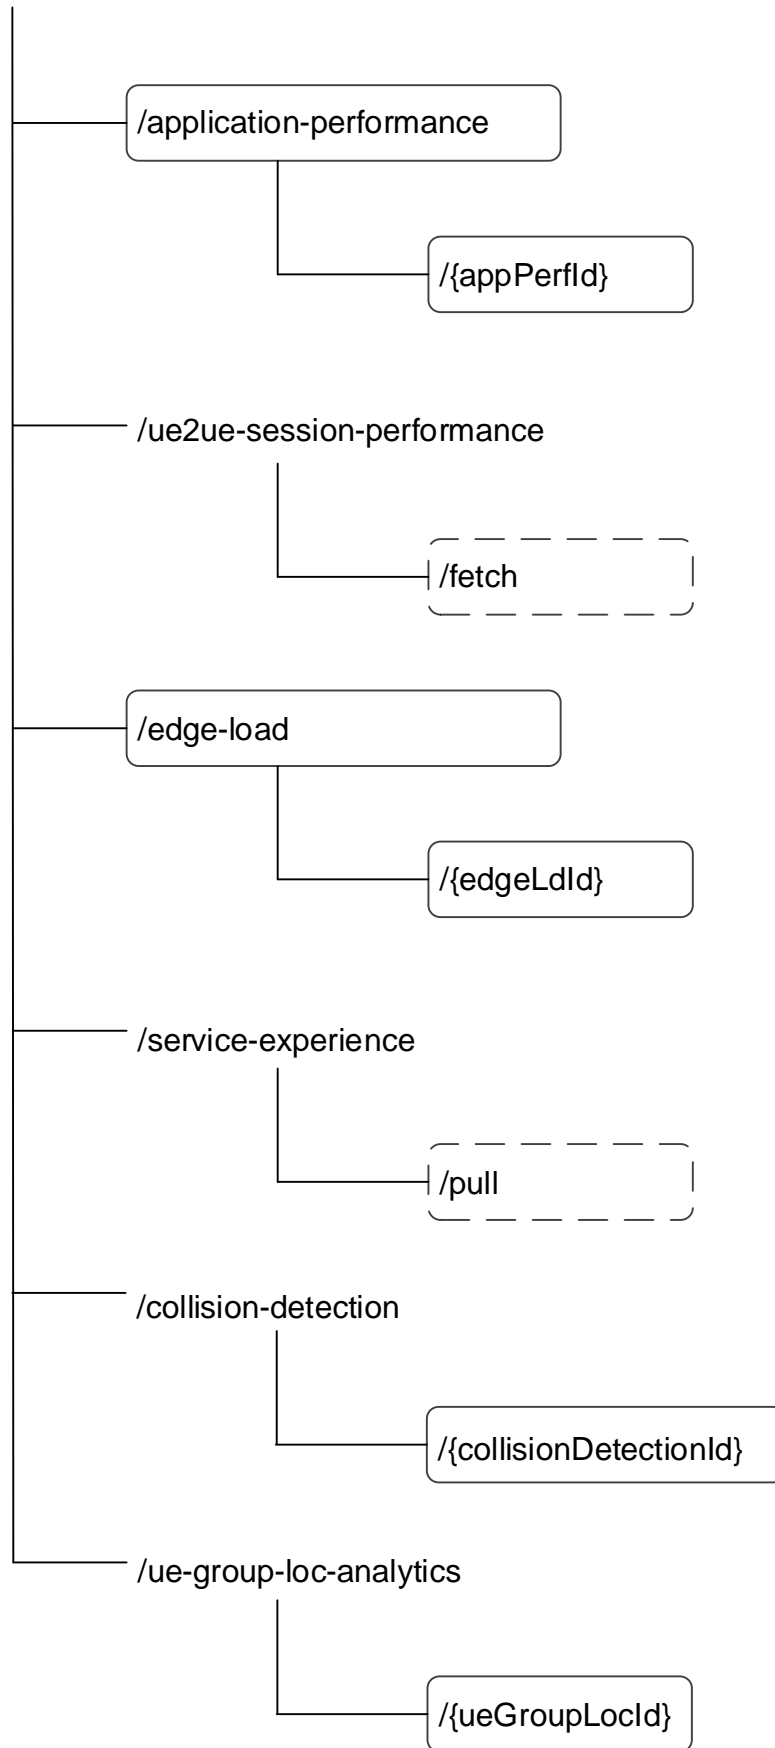 /application-performance
/{appPerfId}
/ue2ue-session-performance
/fetch
/edge-load
/{edgeLdId}
/service-experience
/pull
/collision-detection
/{collisionDetectionId}
/ue-group-loc-analytics
/{ueGroupLocId}